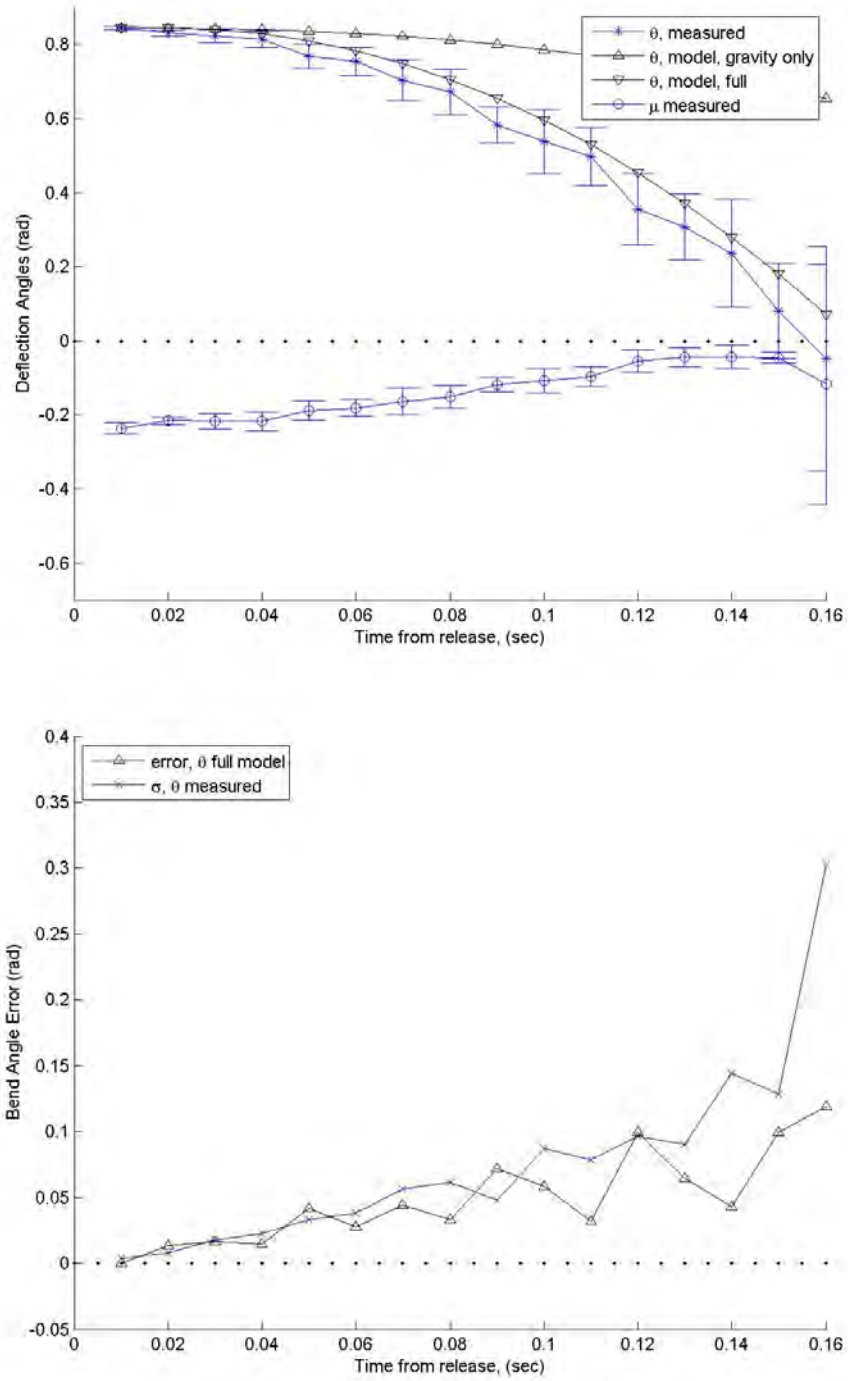 0.8
0.6
0.4
0.2
0
-0.2
-0.4
-0.6
Deflection Angles (rad)
θ, measured
θ, model, gravity only
θ, model, full
μ measured
0 0.02 0.04 0.06 0.08 0.1 0.12 0.14 0.16
Time from release, (sec)
0.4
0.35
0.3
0.25
0.2
0.15
0.1
0.05
0
-0.05
Bend Angle Error (rad)
error, θ full model
σ, θ measured
0 0.02 0.04 0.06 0.08 0.1 0.12 0.14 0.16
Time from release, (sec)